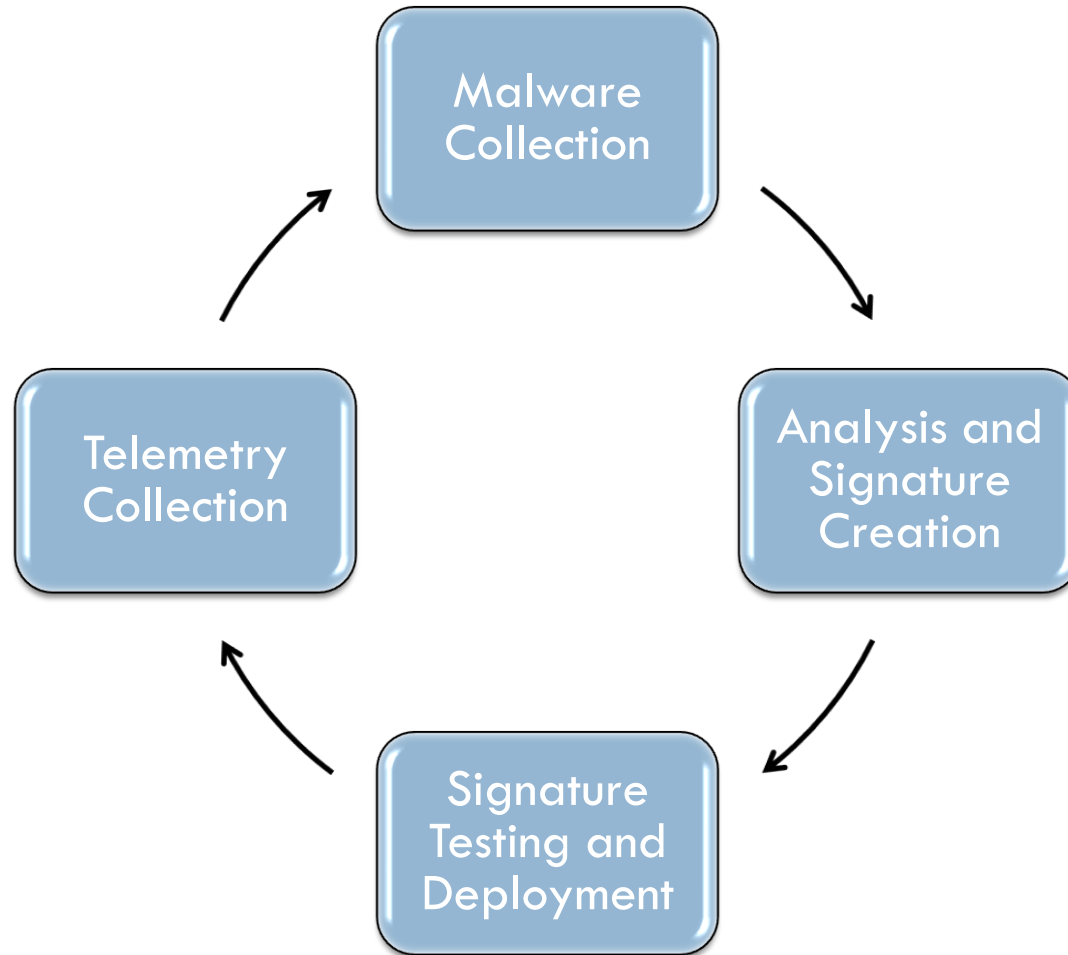 Malware
Collection
Analysis and
Signature
Creation
Signature
Testing and
Deployment
Telemetry
Collection